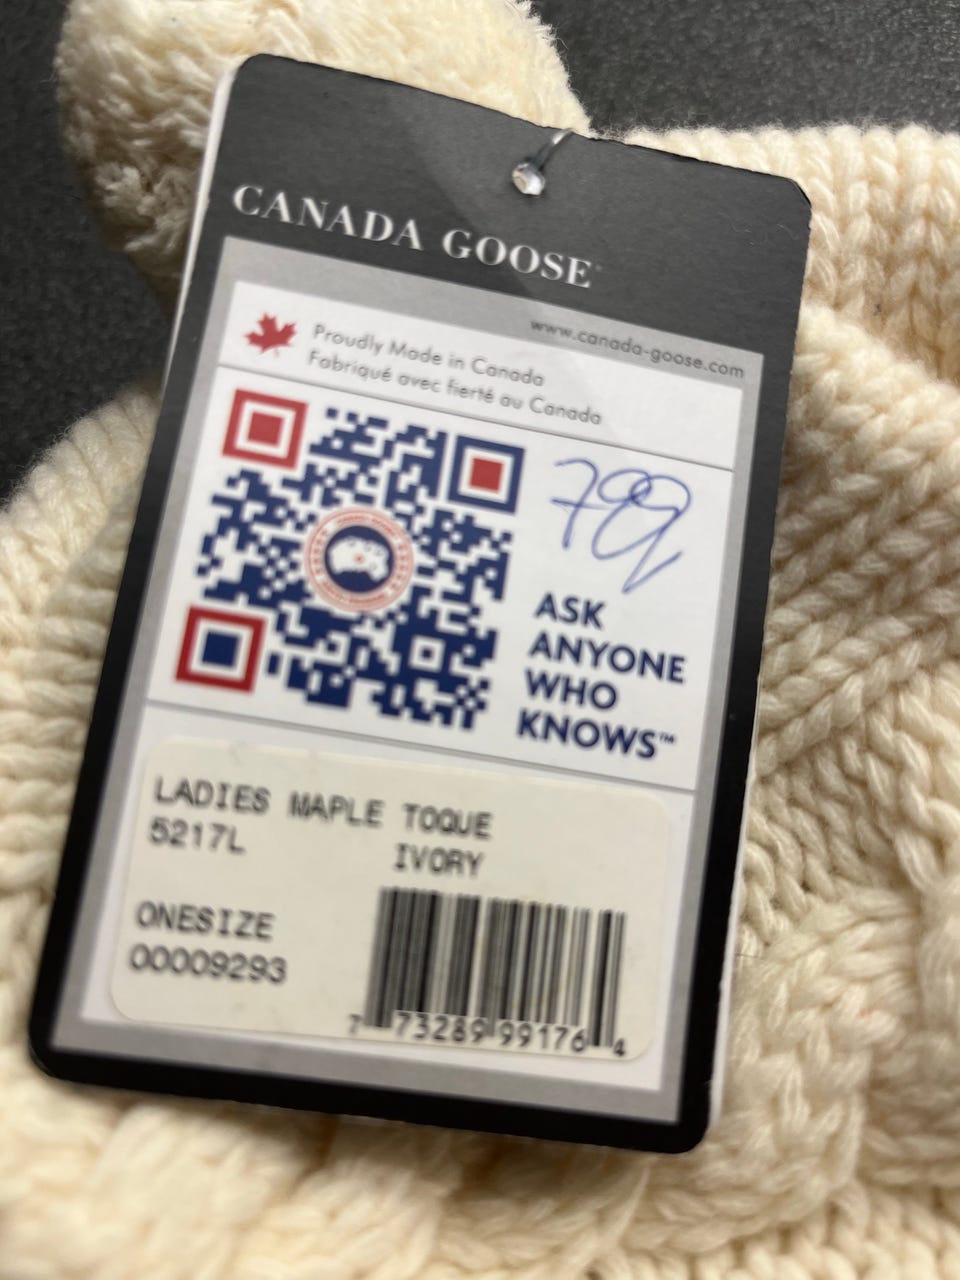 CANADA GOOSE
www.canada-goose.com
Proudly Made in Canada
Fabriqué avec fierté au Canada
799
ASK
ANYONE
WHO
KNOWS™
LADIES MAPLE TOQUE
5217L IVORY
ONESIZE
00009293
7 73289 99176 4